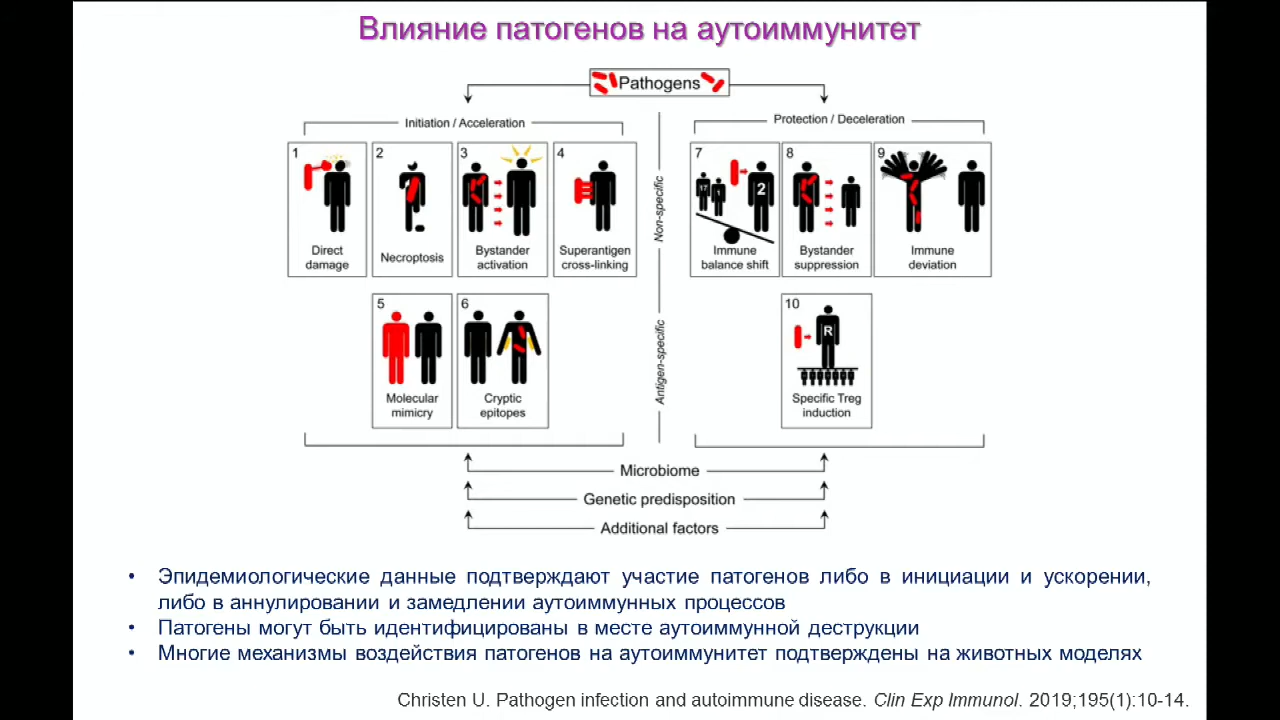 Влияние патогенов на аутоиммунитет
Pathogens
Initiation / Acceleration
Protection / Deceleration
1
Direct
damage
2
Necroptosis
3
Bystander
activation
4
Superantigen
cross-linking
Non-specific
7
17
1
2
Immune
balance shift
8
Bystander
suppression
9
Immune
deviation
5
Molecular
mimicry
6
Cryptic
epitopes
Antigen-specific
10
R
Specific Treg
induction
Microbiome
Genetic predisposition
Additional factors
• Эпидемиологические данные подтверждают участие патогенов либо в инициации и ускорении,
либо в аннулировании и замедлении аутоиммунных процессов
• Патогены могут быть идентифицированы в месте аутоиммунной деструкции
• Многие механизмы воздействия патогенов на аутоиммунитет подтверждены на животных моделях
Christen U. Pathogen infection and autoimmune disease. Clin Exp Immunol. 2019;195(1):10-14.